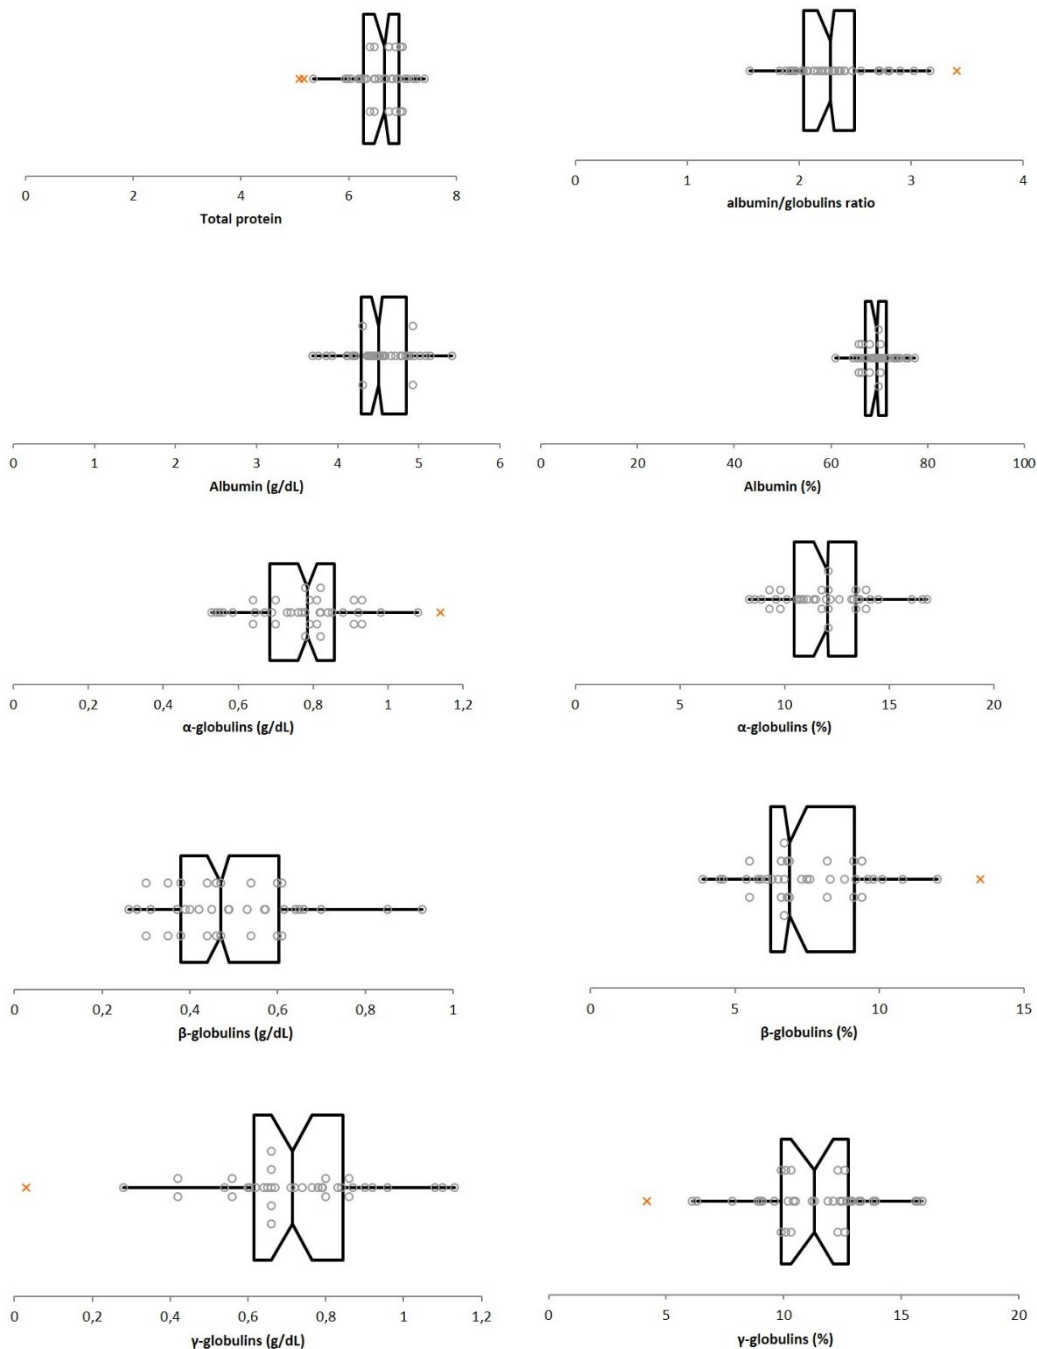 0 2 4 6 8
Total protein
0 1 2 3 4
albumin/globulins ratio
0 1 2 3 4 5 6
Albumin (g/dL)
0 20 40 60 80 100
Albumin (%)
0 0,2 0,4 0,6 0,8 1 1,2
α-globulins (g/dL)
0 5 10 15 20
α-globulins (%)
0 0,2 0,4 0,6 0,8 1
β-globulins (g/dL)
0 5 10 15
β-globulins (%)
0 0,2 0,4 0,6 0,8 1 1,2
γ-globulins (g/dL)
0 5 10 15 20
γ-globulins (%)